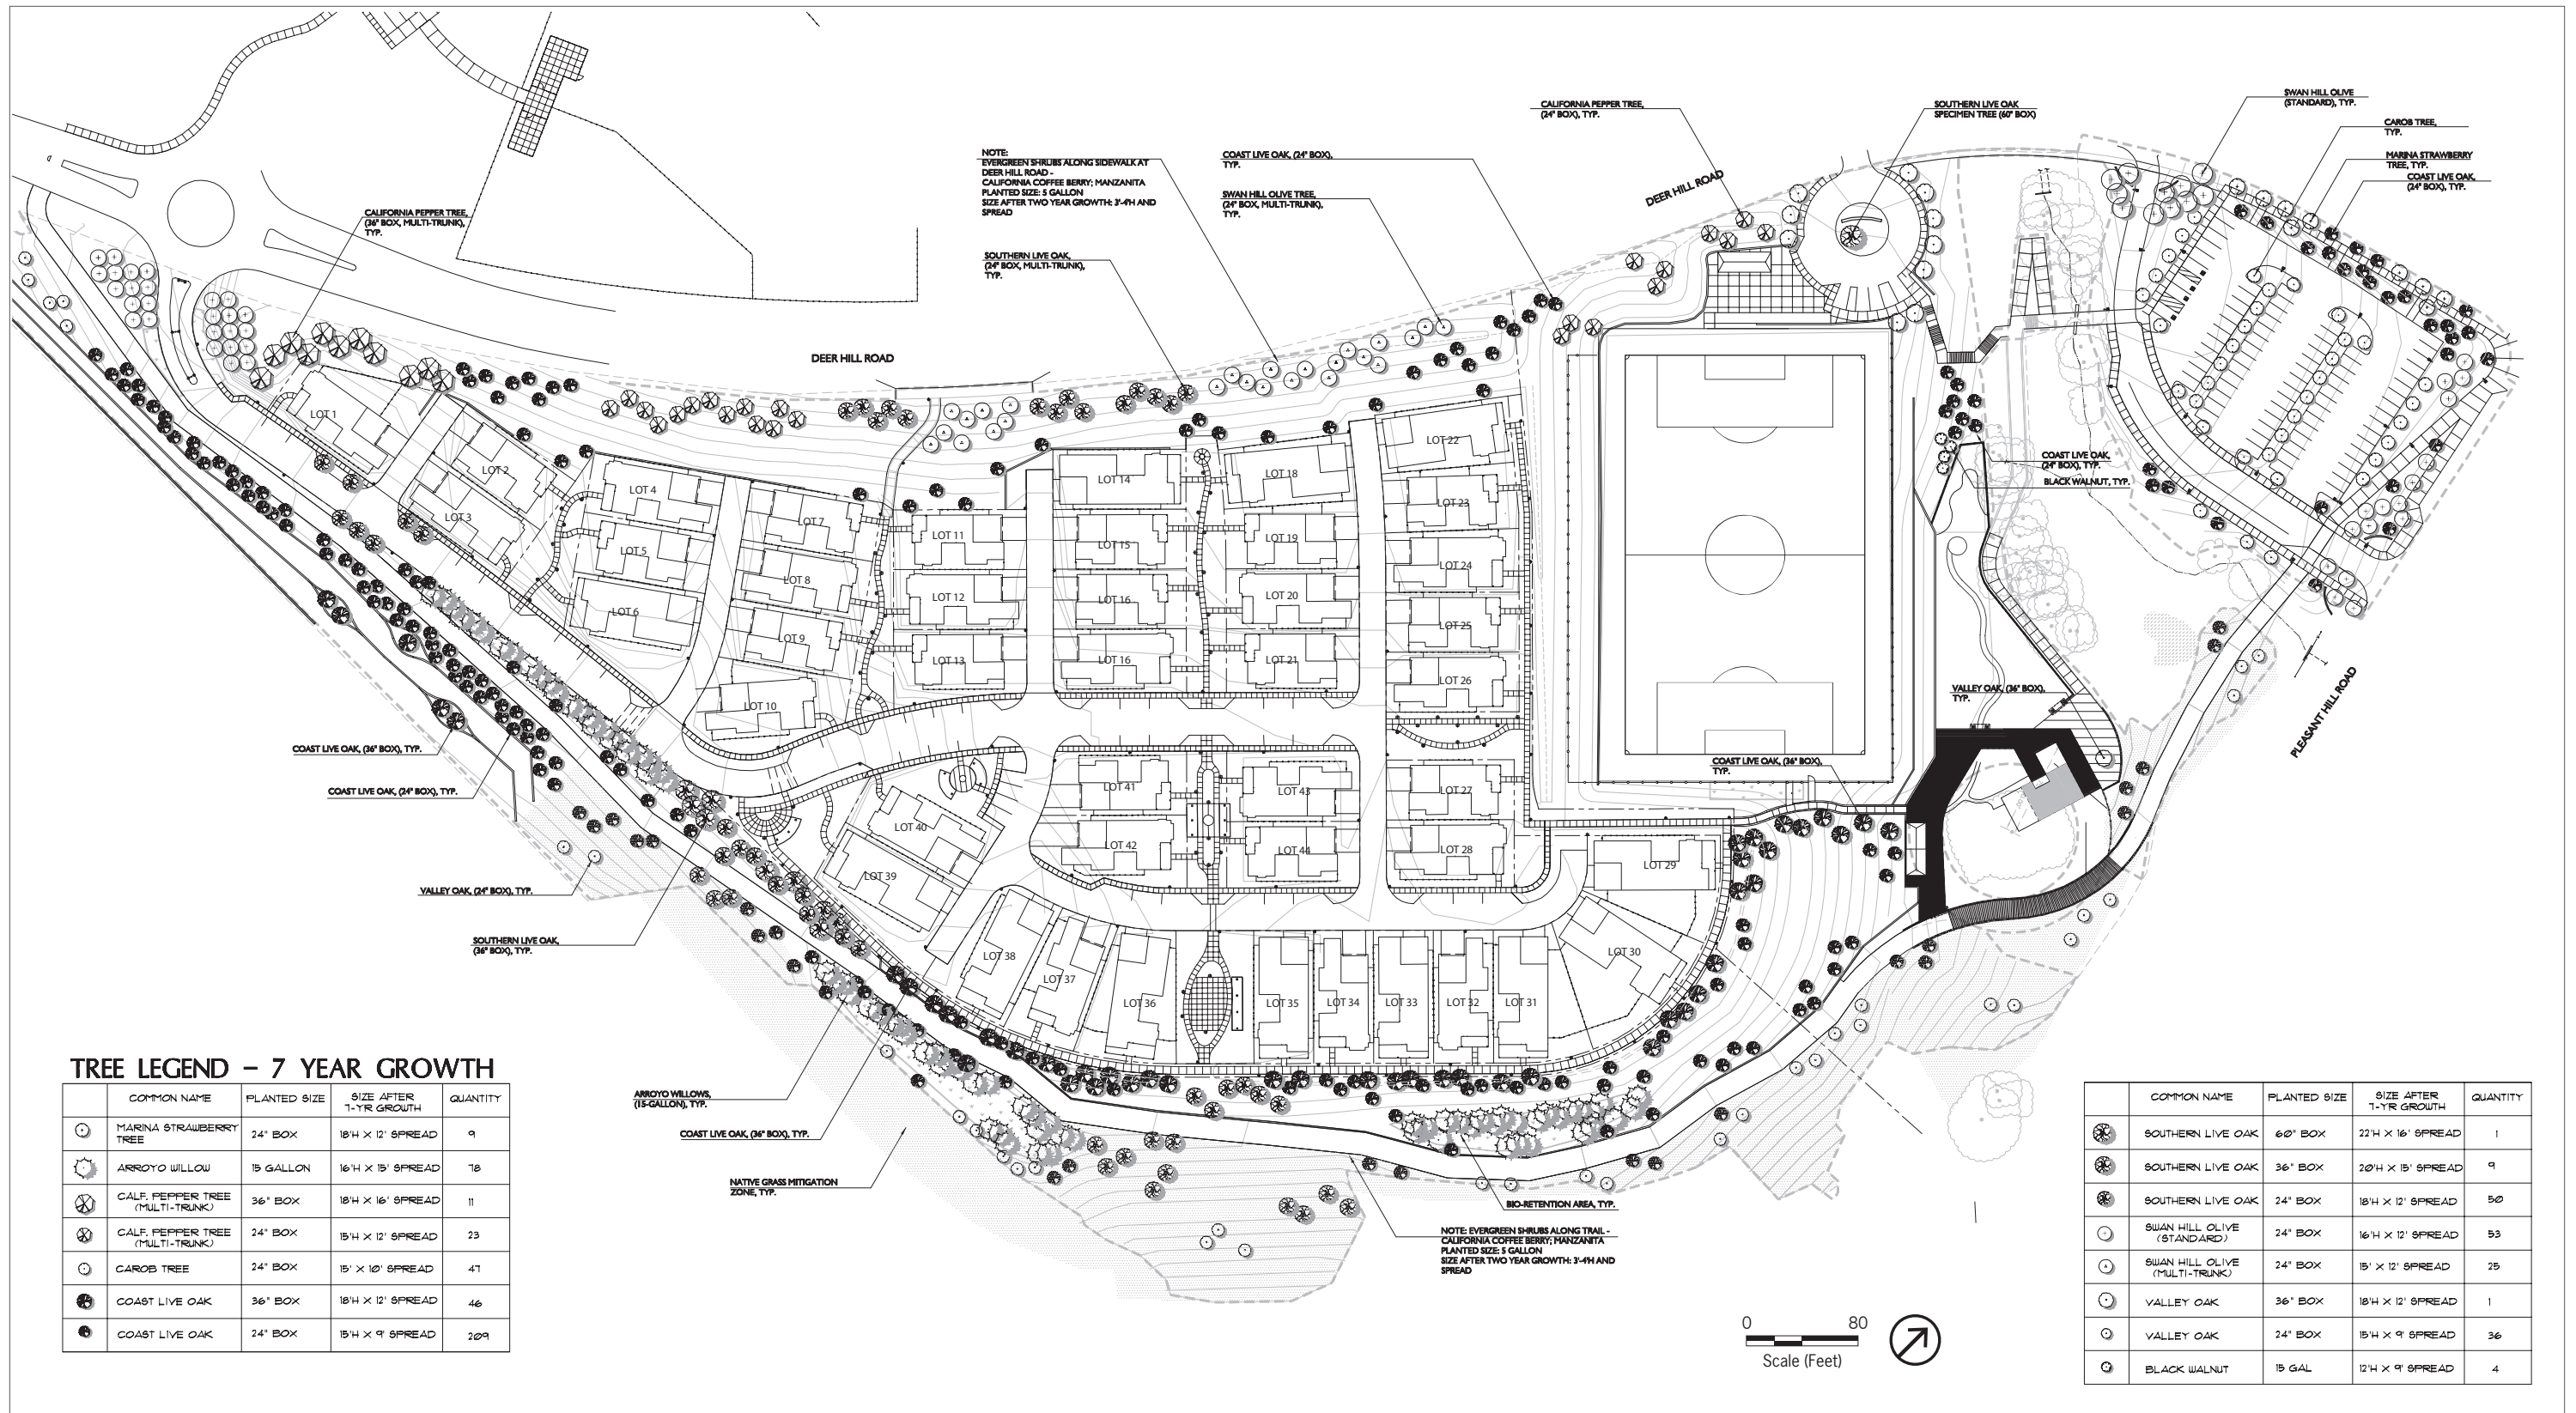 CALIFORNIA PEPPER TREE,
(24" BOX), TYP.
SOUTHERN LIVE OAK
SPECIMEN TREE (60" BOX)
SWAN HILL OLIVE
(STANDARD), TYP.
CAROB TREE,
TYP.
MARINA STRAWBERRY
TREE, TYP.
COAST LIVE OAK,
(24" BOX), TYP.
NOTE:
EVERGREEN SHRUBS ALONG SIDEWALK AT
DEER HILL ROAD -
CALIFORNIA COFFEE BERRY; MANZANITA
PLANTED SIZE: 5 GALLON
SIZE AFTER TWO YEAR GROWTH: 3'-4'H AND
SPREAD
COAST LIVE OAK, (24" BOX),
TYP.
SWAN HILL OLIVE TREE,
(24" BOX, MULTI-TRUNK),
TYP.
DEER HILL ROAD
CALIFORNIA PEPPER TREE,
(36" BOX, MULTI-TRUNK),
TYP.
SOUTHERN LIVE OAK,
(24" BOX, MULTI-TRUNK),
TYP.
DEER HILL ROAD
LOT 1
LOT 2
LOT 3
LOT 4
LOT 5
LOT 6
LOT 7
LOT 8
LOT 9
LOT 10
LOT 11
LOT 12
LOT 13
LOT 14
LOT 15
LOT 16
LOT 16
LOT 18
LOT 19
LOT 20
LOT 21
LOT 22
LOT 23
LOT 24
LOT 25
LOT 26
LOT 27
LOT 28
LOT 29
LOT 30
LOT 31
LOT 32
LOT 33
LOT 34
LOT 35
LOT 36
LOT 37
LOT 38
LOT 39
LOT 40
LOT 41
LOT 42
LOT 43
LOT 44
COAST LIVE OAK,
(24" BOX), TYP.
BLACK WALNUT, TYP.
VALLEY OAK, (36" BOX),
TYP.
PLEASANT HILL ROAD
COAST LIVE OAK, (36" BOX),
TYP.
COAST LIVE OAK, (36" BOX), TYP.
COAST LIVE OAK, (24" BOX), TYP.
VALLEY OAK, (24" BOX), TYP.
SOUTHERN LIVE OAK,
(36" BOX), TYP.
ARROYO WILLOWS,
(15-GALLON), TYP.
COAST LIVE OAK, (36" BOX), TYP.
NATIVE GRASS MITIGATION
ZONE, TYP.
BIO-RETENTION AREA, TYP.
NOTE: EVERGREEN SHRUBS ALONG TRAIL -
CALIFORNIA COFFEE BERRY; MANZANITA
PLANTED SIZE: 5 GALLON
SIZE AFTER TWO YEAR GROWTH: 3'-4'H AND
SPREAD
TREE LEGEND - 7 YEAR GROWTH
COMMON NAME PLANTED SIZE SIZE AFTER 7-YR GROWTH QUANTITY
MARINA STRAWBERRY TREE 24" BOX 18'H X 12' SPREAD 9
ARROYO WILLOW 15 GALLON 16'H X 15' SPREAD 78
CALF. PEPPER TREE (MULTI-TRUNK) 36" BOX 18'H X 16' SPREAD 11
CALF. PEPPER TREE (MULTI-TRUNK) 24" BOX 15'H X 12' SPREAD 23
CAROB TREE 24" BOX 15' X 10' SPREAD 47
COAST LIVE OAK 36" BOX 18'H X 12' SPREAD 46
COAST LIVE OAK 24" BOX 15'H X 9' SPREAD 209
COMMON NAME PLANTED SIZE SIZE AFTER 7-YR GROWTH QUANTITY
SOUTHERN LIVE OAK 60" BOX 22'H X 16' SPREAD 1
SOUTHERN LIVE OAK 36" BOX 20'H X 15' SPREAD 9
SOUTHERN LIVE OAK 24" BOX 18'H X 12' SPREAD 50
SWAN HILL OLIVE (STANDARD) 24" BOX 16'H X 12' SPREAD 53
SWAN HILL OLIVE (MULTI-TRUNK) 24" BOX 15' X 12' SPREAD 25
VALLEY OAK 36" BOX 18'H X 12' SPREAD 1
VALLEY OAK 24" BOX 15'H X 9' SPREAD 36
BLACK WALNUT 15 GAL 12'H X 9' SPREAD 4
0 80
Scale (Feet)